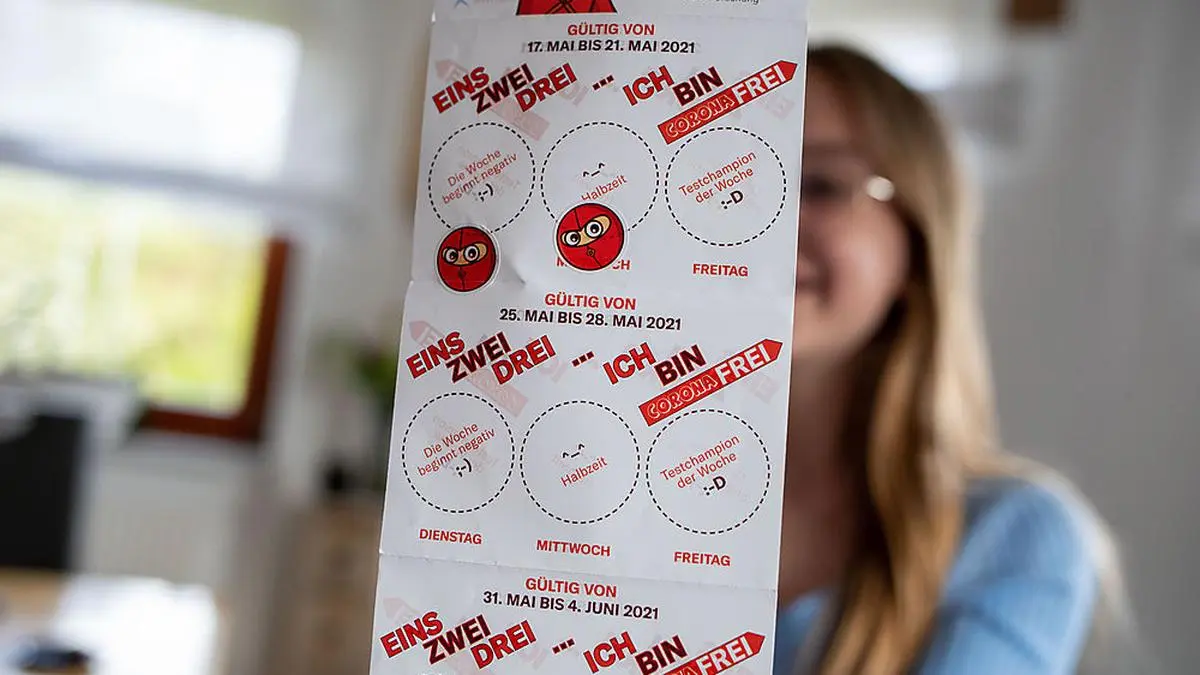 GÜLTIG VON
17. MAI BIS 21. MAI 2021
EINS ZWEI DREI ... ICH BIN CORONA FREI
Die Woche
beginnt negativ
:-)
Halbzeit
Testchampion
der Woche
:-D
FREITAG
GÜLTIG VON
25. MAI BIS 28. MAI 2021
EINS ZWEI DREI ... ICH BIN CORONA FREI
Die Woche
beginnt negativ
:-)
Halbzeit
Testchampion
der Woche
:-D
DIENSTAG
MITTWOCH
FREITAG
GÜLTIG VON
31. MAI BIS 4. JUNI 2021
EINS ZWEI DREI ... ICH BIN FREI